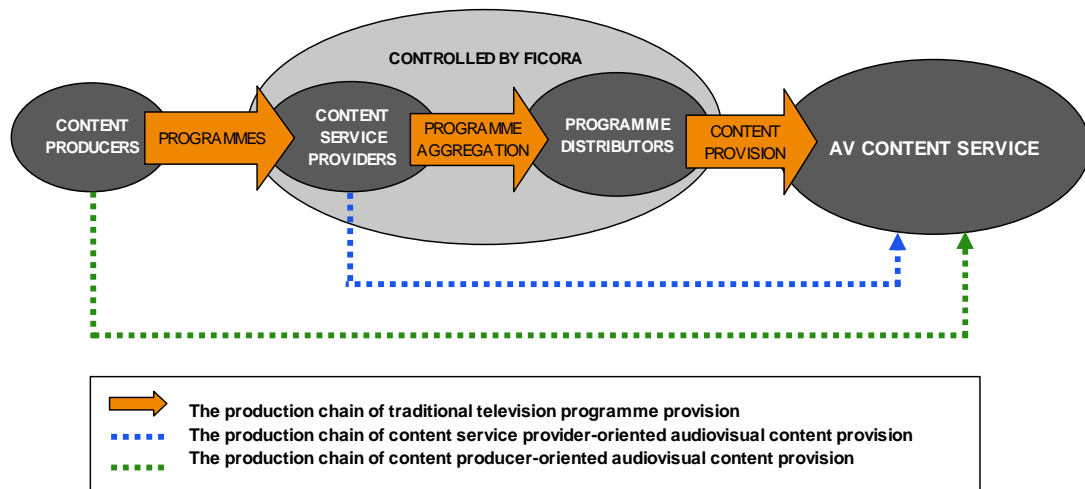 CONTROLLED BY FICORA
CONTENT
PRODUCERS
PROGRAMMES
CONTENT
SERVICE
PROVIDERS
PROGRAMME
AGGREGATION
PROGRAMME
DISTRIBUTORS
CONTENT
PROVISION
AV CONTENT SERVICE
The production chain of traditional television programme provision
The production chain of content service provider-oriented audiovisual content provision
The production chain of content producer-oriented audiovisual content provision